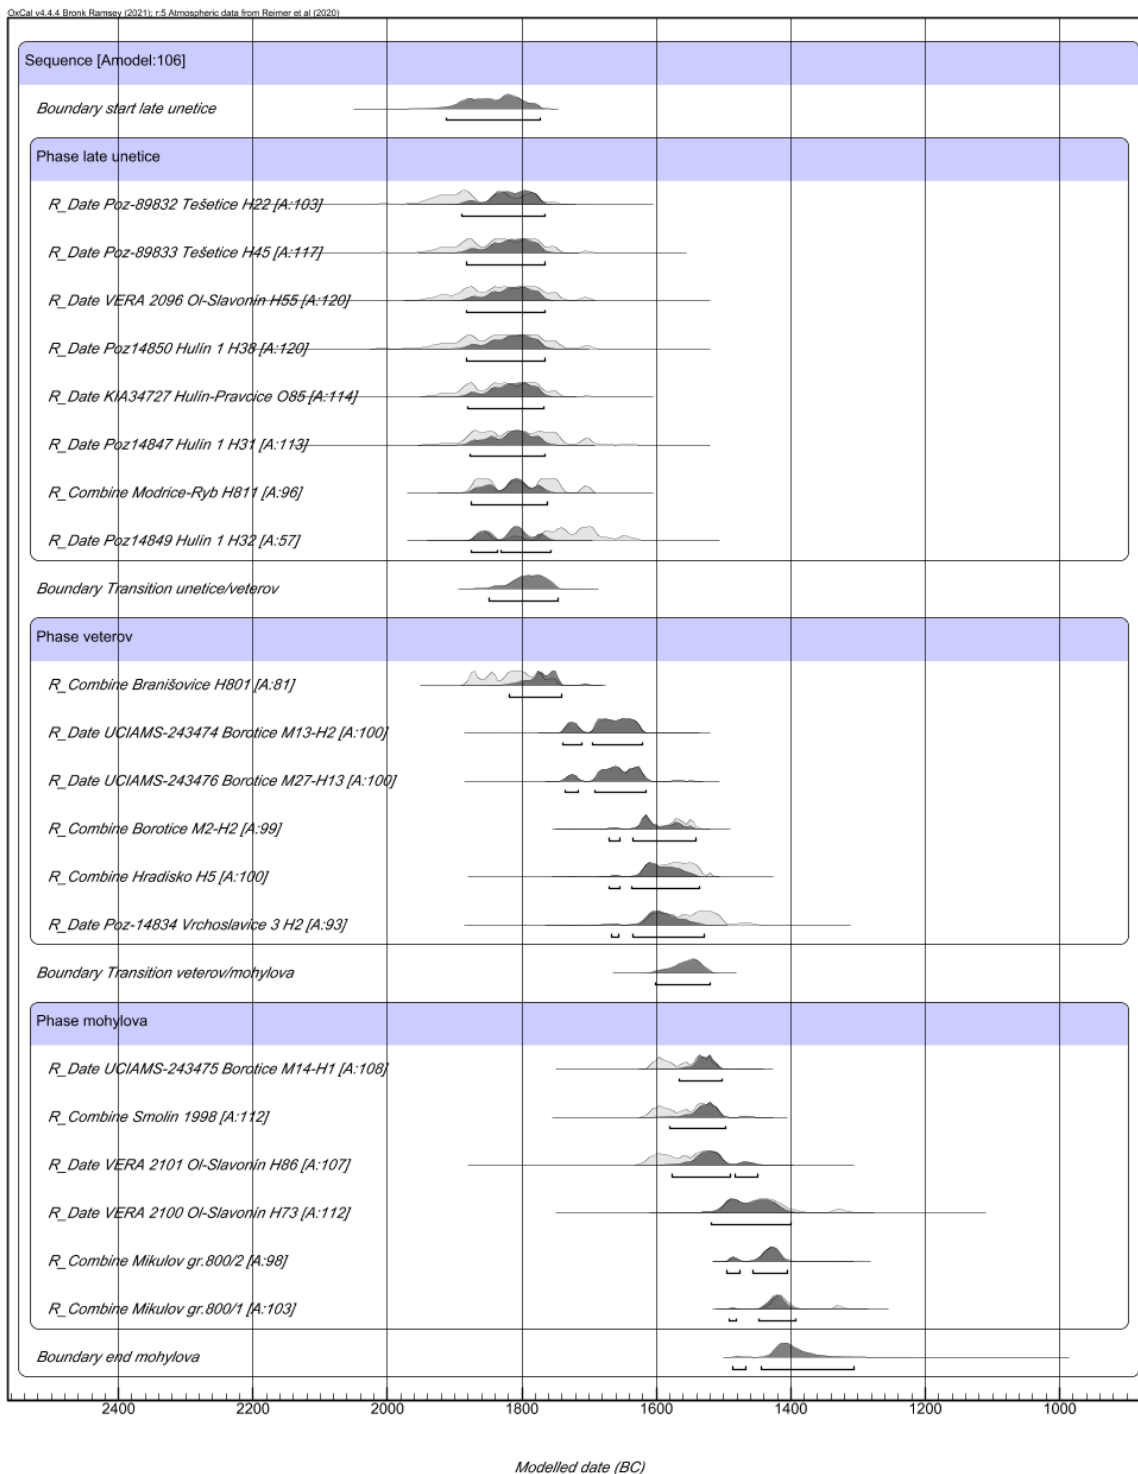 OxCal v4.4.4 Bronk Ramsey (2021); r:5 Atmospheric data from Reimer et al (2020)
Sequence [Amodel:106]
Boundary start late unetice
Phase late unetice
R_Date Poz-89832 Tešetice H22 [A:103]
R_Date Poz-89833 Tešetice H45 [A:117]
R_Date VERA 2096 Ol-Slavonín H55 [A:120]
R_Date Poz14850 Hulín 1 H38 [A:120]
R_Date KIA34727 Hulín-Pravcice O85 [A:114]
R_Date Poz14847 Hulín 1 H31 [A:113]
R_Combine Modrice-Ryb H811 [A:96]
R_Date Poz14849 Hulín 1 H32 [A:57]
Boundary Transition unetice/veterov
Phase veterov
R_Combine Branišovice H801 [A:81]
R_Date UCIAMS-243474 Borotice M13-H2 [A:100]
R_Date UCIAMS-243476 Borotice M27-H13 [A:100]
R_Combine Borotice M2-H2 [A:99]
R_Combine Hradisko H5 [A:100]
R_Date Poz-14834 Vrchoslavice 3 H2 [A:93]
Boundary Transition veterov/mohylova
Phase mohylova
R_Date UCIAMS-243475 Borotice M14-H1 [A:108]
R_Combine Smolín 1998 [A:112]
R_Date VERA 2101 Ol-Slavonín H86 [A:107]
R_Date VERA 2100 Ol-Slavonín H73 [A:112]
R_Combine Mikulov gr.800/2 [A:98]
R_Combine Mikulov gr.800/1 [A:103]
Boundary end mohylova
2400 2200 2000 1800 1600 1400 1200 1000
Modelled date (BC)